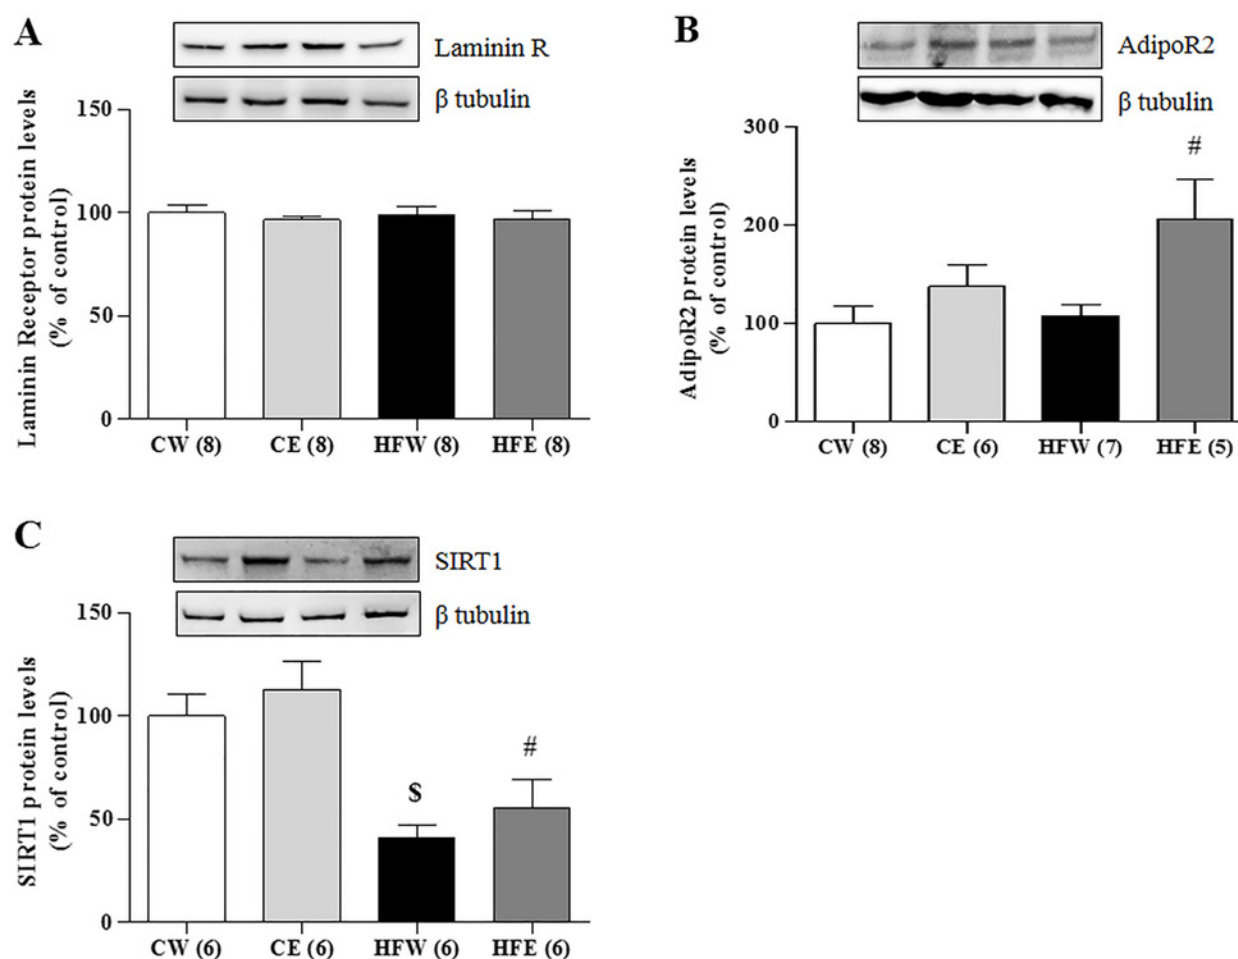 A
Laminin R
β tubulin
Laminin Receptor protein levels
(% of control)
150
100
50
0
CW (8) CE (8) HFW (8) HFE (8)
B
AdipoR2
β tubulin
AdipoR2 protein levels
(% of control)
300
200
100
0
#
CW (8) CE (6) HFW (7) HFE (5)
C
SIRT1
β tubulin
SIRT1 protein levels
(% of control)
150
100
50
0
$
#
CW (6) CE (6) HFW (6) HFE (6)